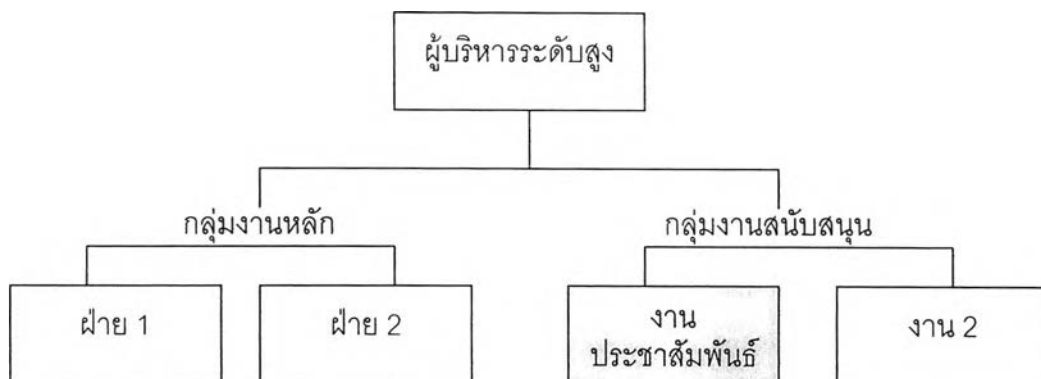 ผู้บริหารระดับสูง
กลุ่มงานหลัก
กลุ่มงานสนับสนุน
ฝ่าย 1
ฝ่าย 2
งาน
ประชาสัมพันธ์
งาน 2